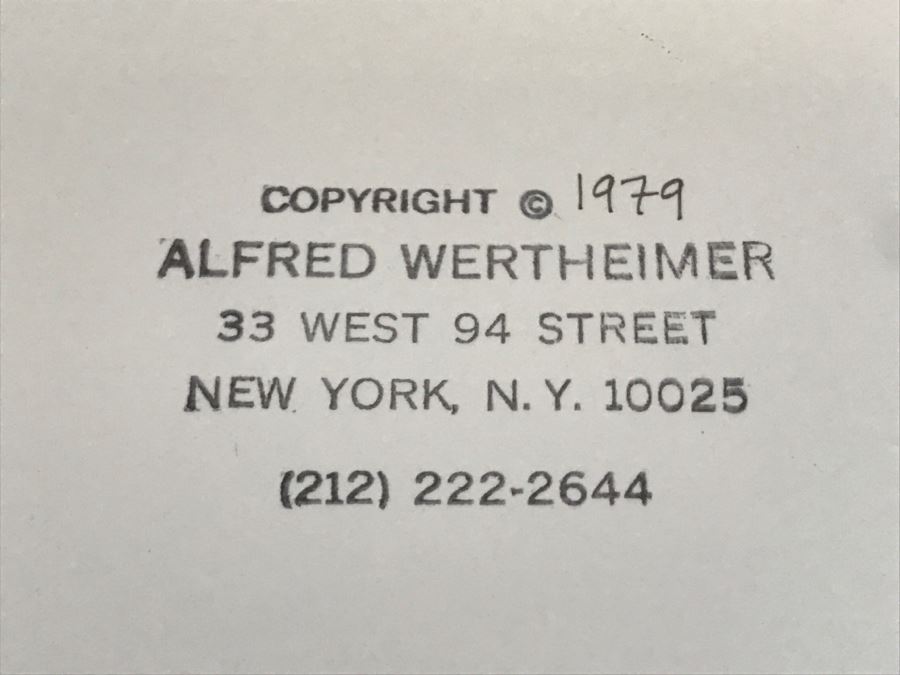 COPYRIGHT © 1979
ALFRED WERTHEIMER
33 WEST 94 STREET
NEW YORK, N.Y. 10025
(212) 222-2644